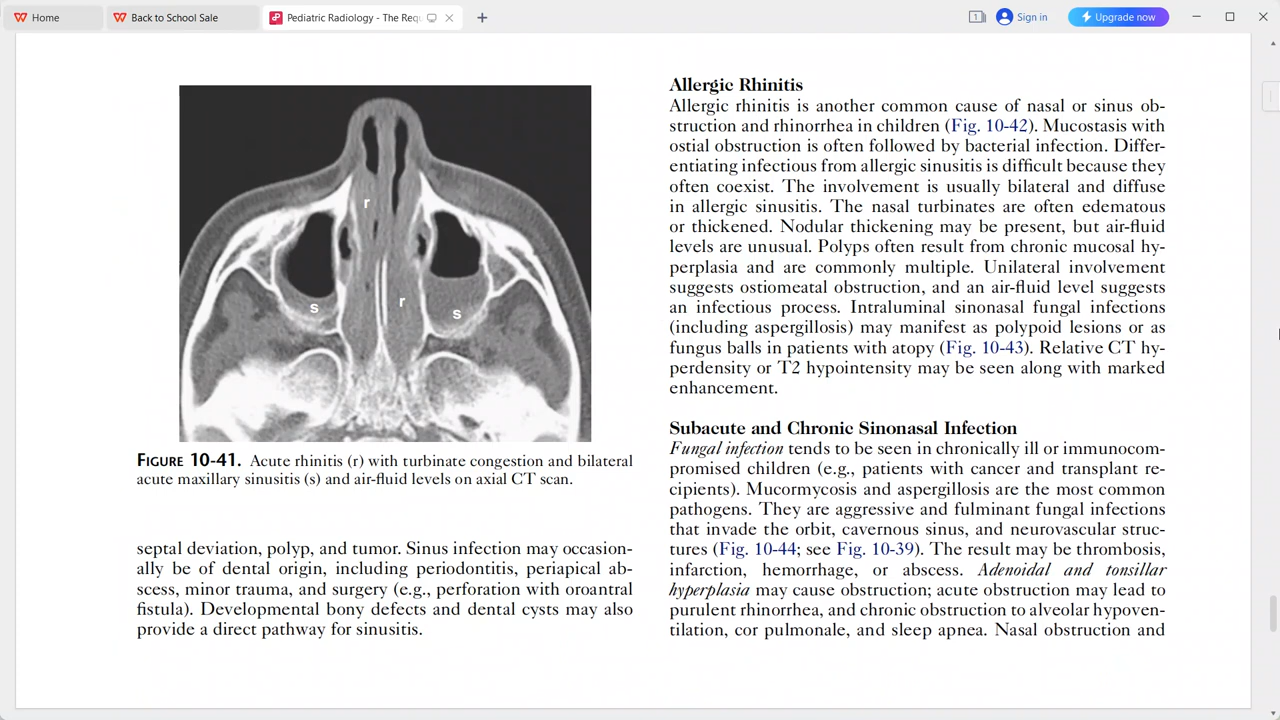 Home
Back to School Sale
Pediatric Radiology - The Req
1
Sign in
Upgrade now
r
s
r
s
FIGURE 10-41. Acute rhinitis (r) with turbinate congestion and bilateral
acute maxillary sinusitis (s) and air-fluid levels on axial CT scan.
septal deviation, polyp, and tumor. Sinus infection may occasion-
ally be of dental origin, including periodontitis, periapical ab-
scess, minor trauma, and surgery (e.g., perforation with oroantral
fistula). Developmental bony defects and dental cysts may also
provide a direct pathway for sinusitis.
Allergic Rhinitis
Allergic rhinitis is another common cause of nasal or sinus ob-
struction and rhinorrhea in children (Fig. 10-42). Mucostasis with
ostial obstruction is often followed by bacterial infection. Differ-
entiating infectious from allergic sinusitis is difficult because they
often coexist. The involvement is usually bilateral and diffuse
in allergic sinusitis. The nasal turbinates are often edematous
or thickened. Nodular thickening may be present, but air-fluid
levels are unusual. Polyps often result from chronic mucosal hy-
perplasia and are commonly multiple. Unilateral involvement
suggests ostiomeatal obstruction, and an air-fluid level suggests
an infectious process. Intraluminal sinonasal fungal infections
(including aspergillosis) may manifest as polypoid lesions or as
fungus balls in patients with atopy (Fig. 10-43). Relative CT hy-
perdensity or T2 hypointensity may be seen along with marked
enhancement.
Subacute and Chronic Sinonasal Infection
Fungal infection tends to be seen in chronically ill or immunocom-
promised children (e.g., patients with cancer and transplant re-
cipients). Mucormycosis and aspergillosis are the most common
pathogens. They are aggressive and fulminant fungal infections
that invade the orbit, cavernous sinus, and neurovascular struc-
tures (Fig. 10-44; see Fig. 10-39). The result may be thrombosis,
infarction, hemorrhage, or abscess. Adenoidal and tonsillar
hyperplasia may cause obstruction; acute obstruction may lead to
purulent rhinorrhea, and chronic obstruction to alveolar hypoven-
tilation, cor pulmonale, and sleep apnea. Nasal obstruction and